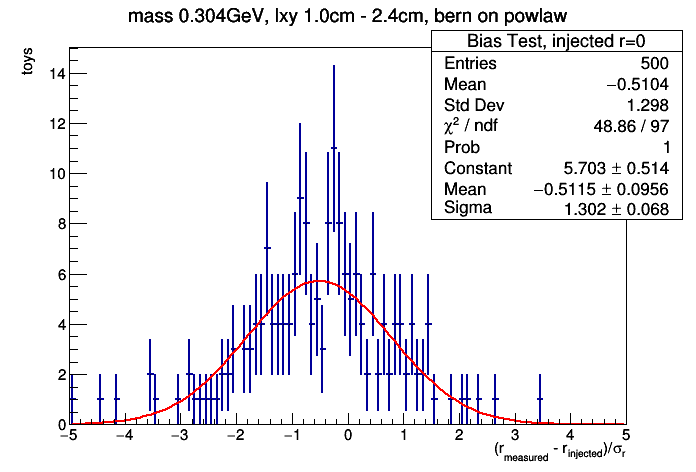 mass 0.304GeV, lxy 1.0cm - 2.4cm, bern on powlaw
toys
Bias Test, injected r=0
Entries 500
Mean −0.5104
Std Dev 1.298
χ² / ndf 48.86 / 97
Prob 1
Constant 5.703 ± 0.514
Mean −0.5115 ± 0.0956
Sigma 1.302 ± 0.068
14
12
10
8
6
4
2
0
−5 −4 −3 −2 −1 0 1 2 3 4 5
(r_measured - r_injected)/σ_r